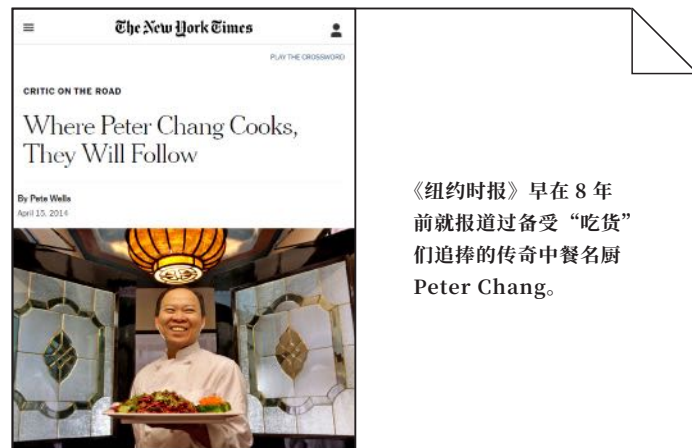 The New York Times
PLAY THE CROSSWORD
CRITIC ON THE ROAD
Where Peter Chang Cooks,
They Will Follow
By Pete Wells
April 15, 2014
《纽约时报》早在 8 年
前就报道过备受“吃货”
们追捧的传奇中餐名厨
Peter Chang。